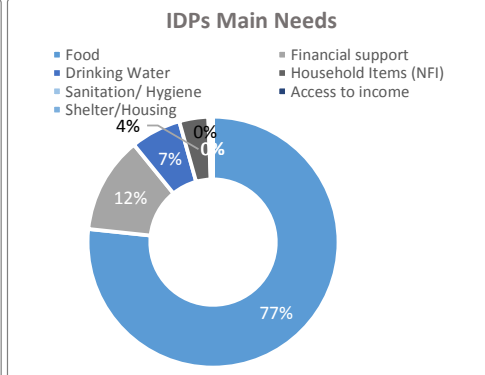 IDPs Main Needs
Food
Financial support
Drinking Water
Household Items (NFI)
Sanitation/ Hygiene
Access to income
Shelter/Housing
4%
0%
0%
7%
12%
77%